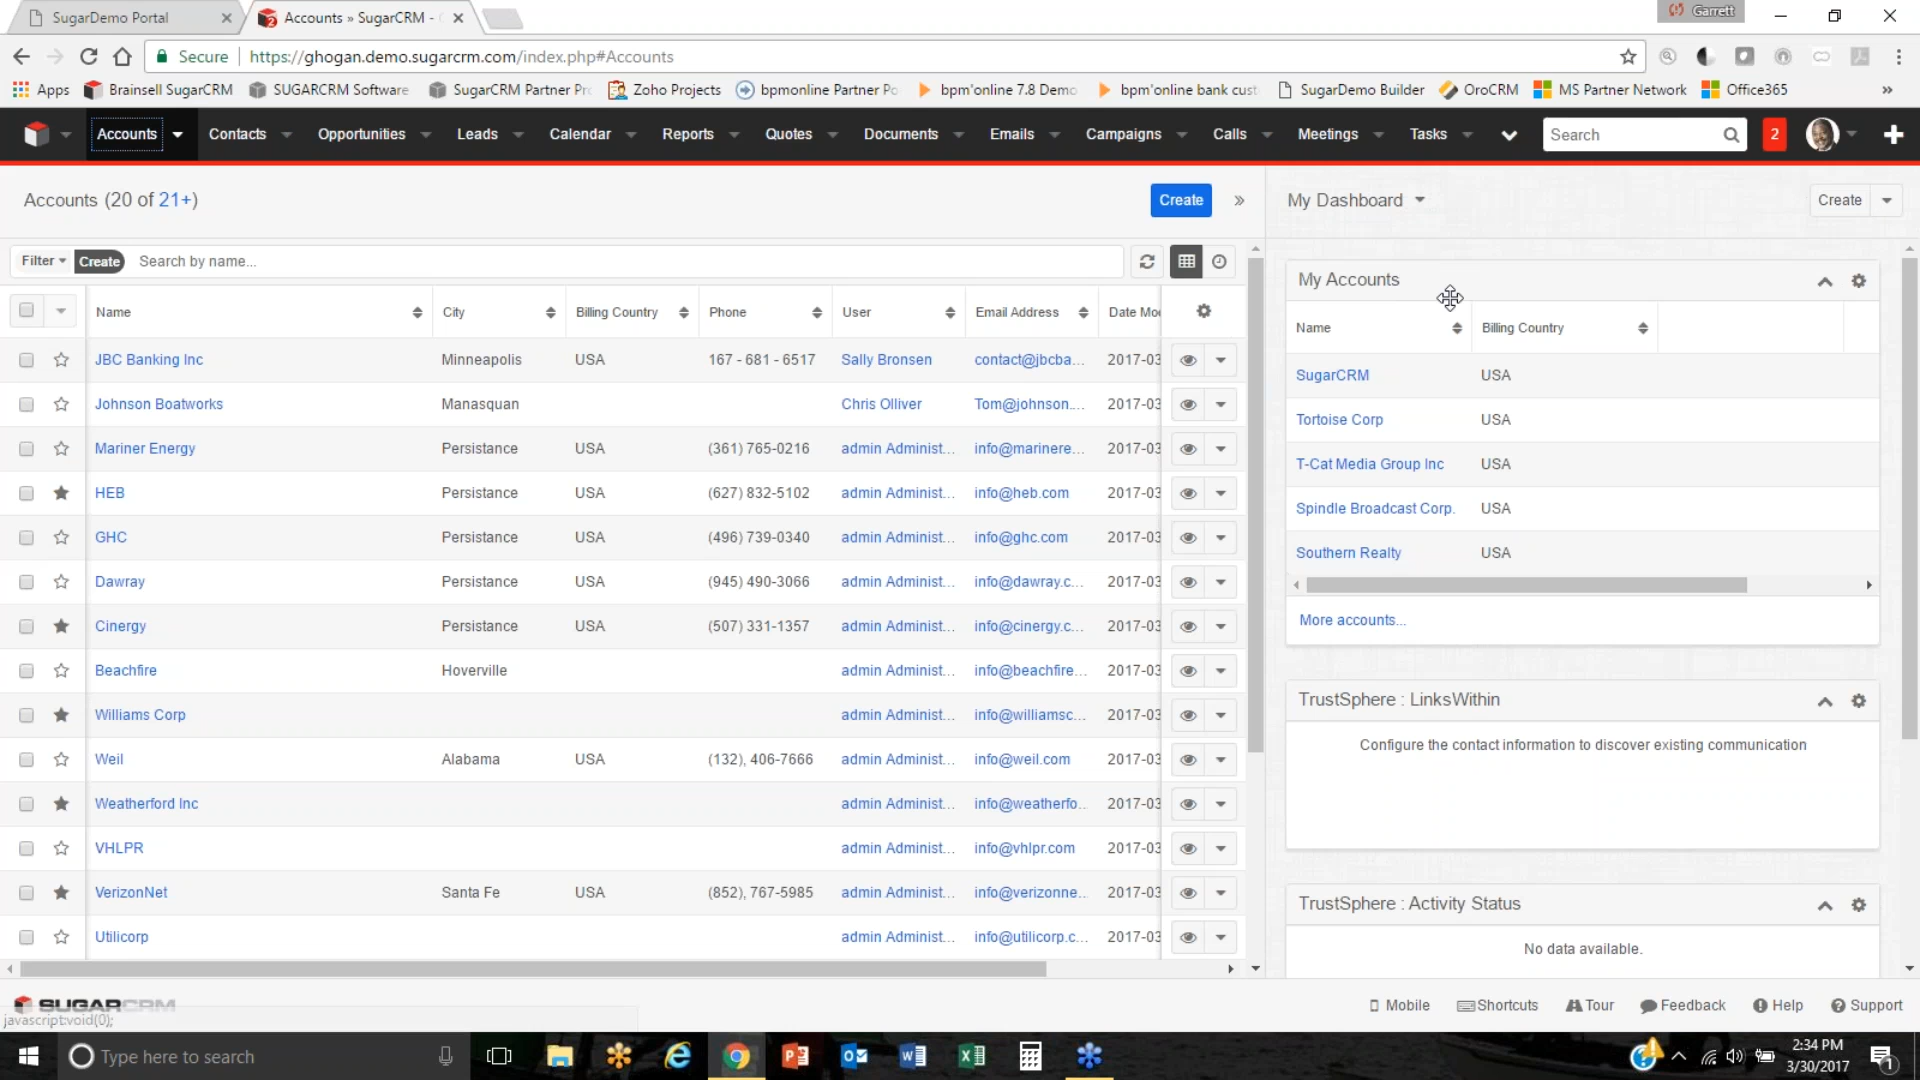 SugarDemo Portal
Accounts » SugarCRM -
Garrett
Secure https://ghogan.demo.sugarcrm.com/index.php#Accounts
Apps Brainsell SugarCRM SUGARCRM Software SugarCRM Partner Pr Zoho Projects bpmonline Partner Po bpm'online 7.8 Demo bpm'online bank cust SugarDemo Builder OroCRM MS Partner Network Office365 »
Accounts Contacts Opportunities Leads Calendar Reports Quotes Documents Emails Campaigns Calls Meetings Tasks Search 2
Accounts (20 of 21+) Create »
Filter Create Search by name...
Name City Billing Country Phone User Email Address Date Mo
JBC Banking Inc Minneapolis USA 167 - 681 - 6517 Sally Bronsen contact@jbcba... 2017-03
Johnson Boatworks Manasquan Chris Olliver Tom@johnson.... 2017-03
Mariner Energy Persistance USA (361) 765-0216 admin Administ... info@marinere... 2017-03
HEB Persistance USA (627) 832-5102 admin Administ... info@heb.com 2017-03
GHC Persistance USA (496) 739-0340 admin Administ... info@ghc.com 2017-03
Dawray Persistance USA (945) 490-3066 admin Administ... info@dawray.c... 2017-03
Cinergy Persistance USA (507) 331-1357 admin Administ... info@cinergy.c... 2017-03
Beachfire Hoverville admin Administ... info@beachfire... 2017-03
Williams Corp admin Administ... info@williamsc... 2017-03
Weil Alabama USA (132), 406-7666 admin Administ... info@weil.com 2017-03
Weatherford Inc admin Administ... info@weatherfo... 2017-03
VHLPR admin Administ... info@vhlpr.com 2017-03
VerizonNet Santa Fe USA (852), 767-5985 admin Administ... info@verizonne... 2017-03
Utilicorp admin Administ... info@utilicorp.c... 2017-03
My Dashboard Create
My Accounts
Name Billing Country
SugarCRM USA
Tortoise Corp USA
T-Cat Media Group Inc USA
Spindle Broadcast Corp. USA
Southern Realty USA
More accounts...
TrustSphere : LinksWithin
Configure the contact information to discover existing communication
TrustSphere : Activity Status
No data available.
SUGARCRM
javascript:void(0);
Mobile Shortcuts Tour Feedback Help Support
Type here to search
2:34 PM
3/30/2017
1